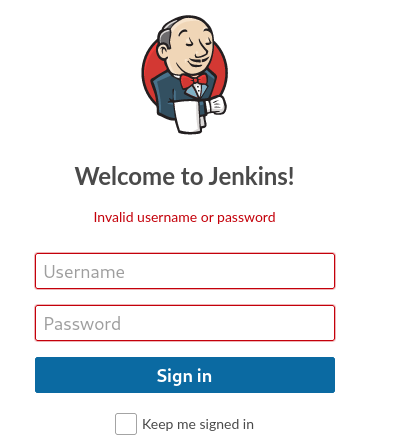 Welcome to Jenkins!
Invalid username or password
Username
Password
Sign in
Keep me signed in